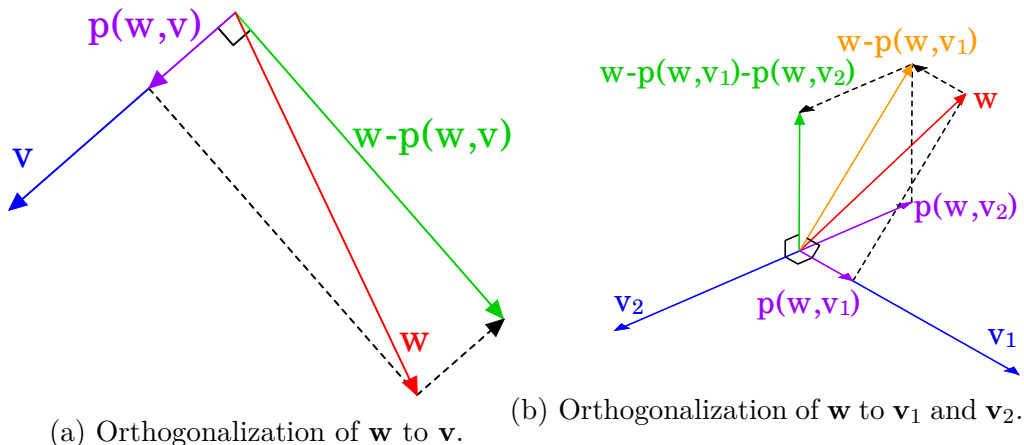 p(w,v)
w-p(w,v)
v
w
(a) Orthogonalization of w to v.
w-p(w,v₁)
w-p(w,v₁)-p(w,v₂)
w
p(w,v₂)
v₂
p(w,v₁)
v₁
(b) Orthogonalization of w to v₁ and v₂.